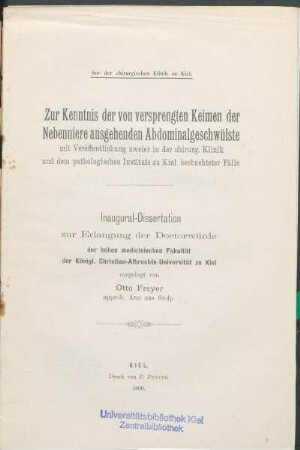 Aus der chirurgischen Klinik zu Kiel.
Zur Kenntnis der von versprengten Keimen der
Nebenniere ausgehenden Abdominalgeschwülste
mit Veröffentlichung zweier in der chirurg. Klinik
und dem pathologischen Institute zu Kiel beobachteter Fälle
Inaugural-Dissertation
zur Erlangung der Doctorwürde
der hohen medicinischen Fakultät
der Königl. Christian-Albrechts-Universität zu Kiel
vorgelegt von
Otto Freyer
approb. Arzt aus
KIEL.
Druck von P. Peters.
Universitätsbibliothek Kiel
Zentralbibliothek